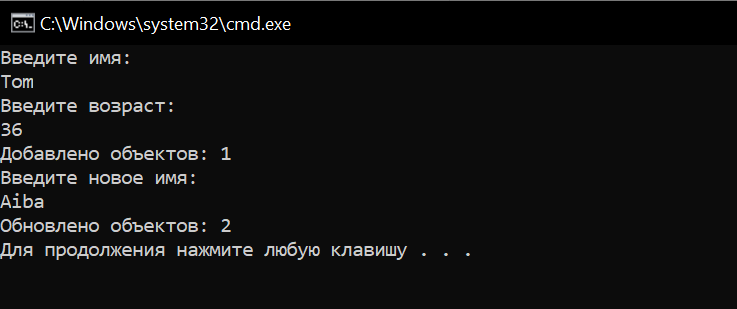 C:\Windows\system32\cmd.exe
Введите имя:
Tom
Введите возраст:
36
Добавлено объектов: 1
Введите новое имя:
Aiba
Обновлено объектов: 2
Для продолжения нажмите любую клавишу . . .